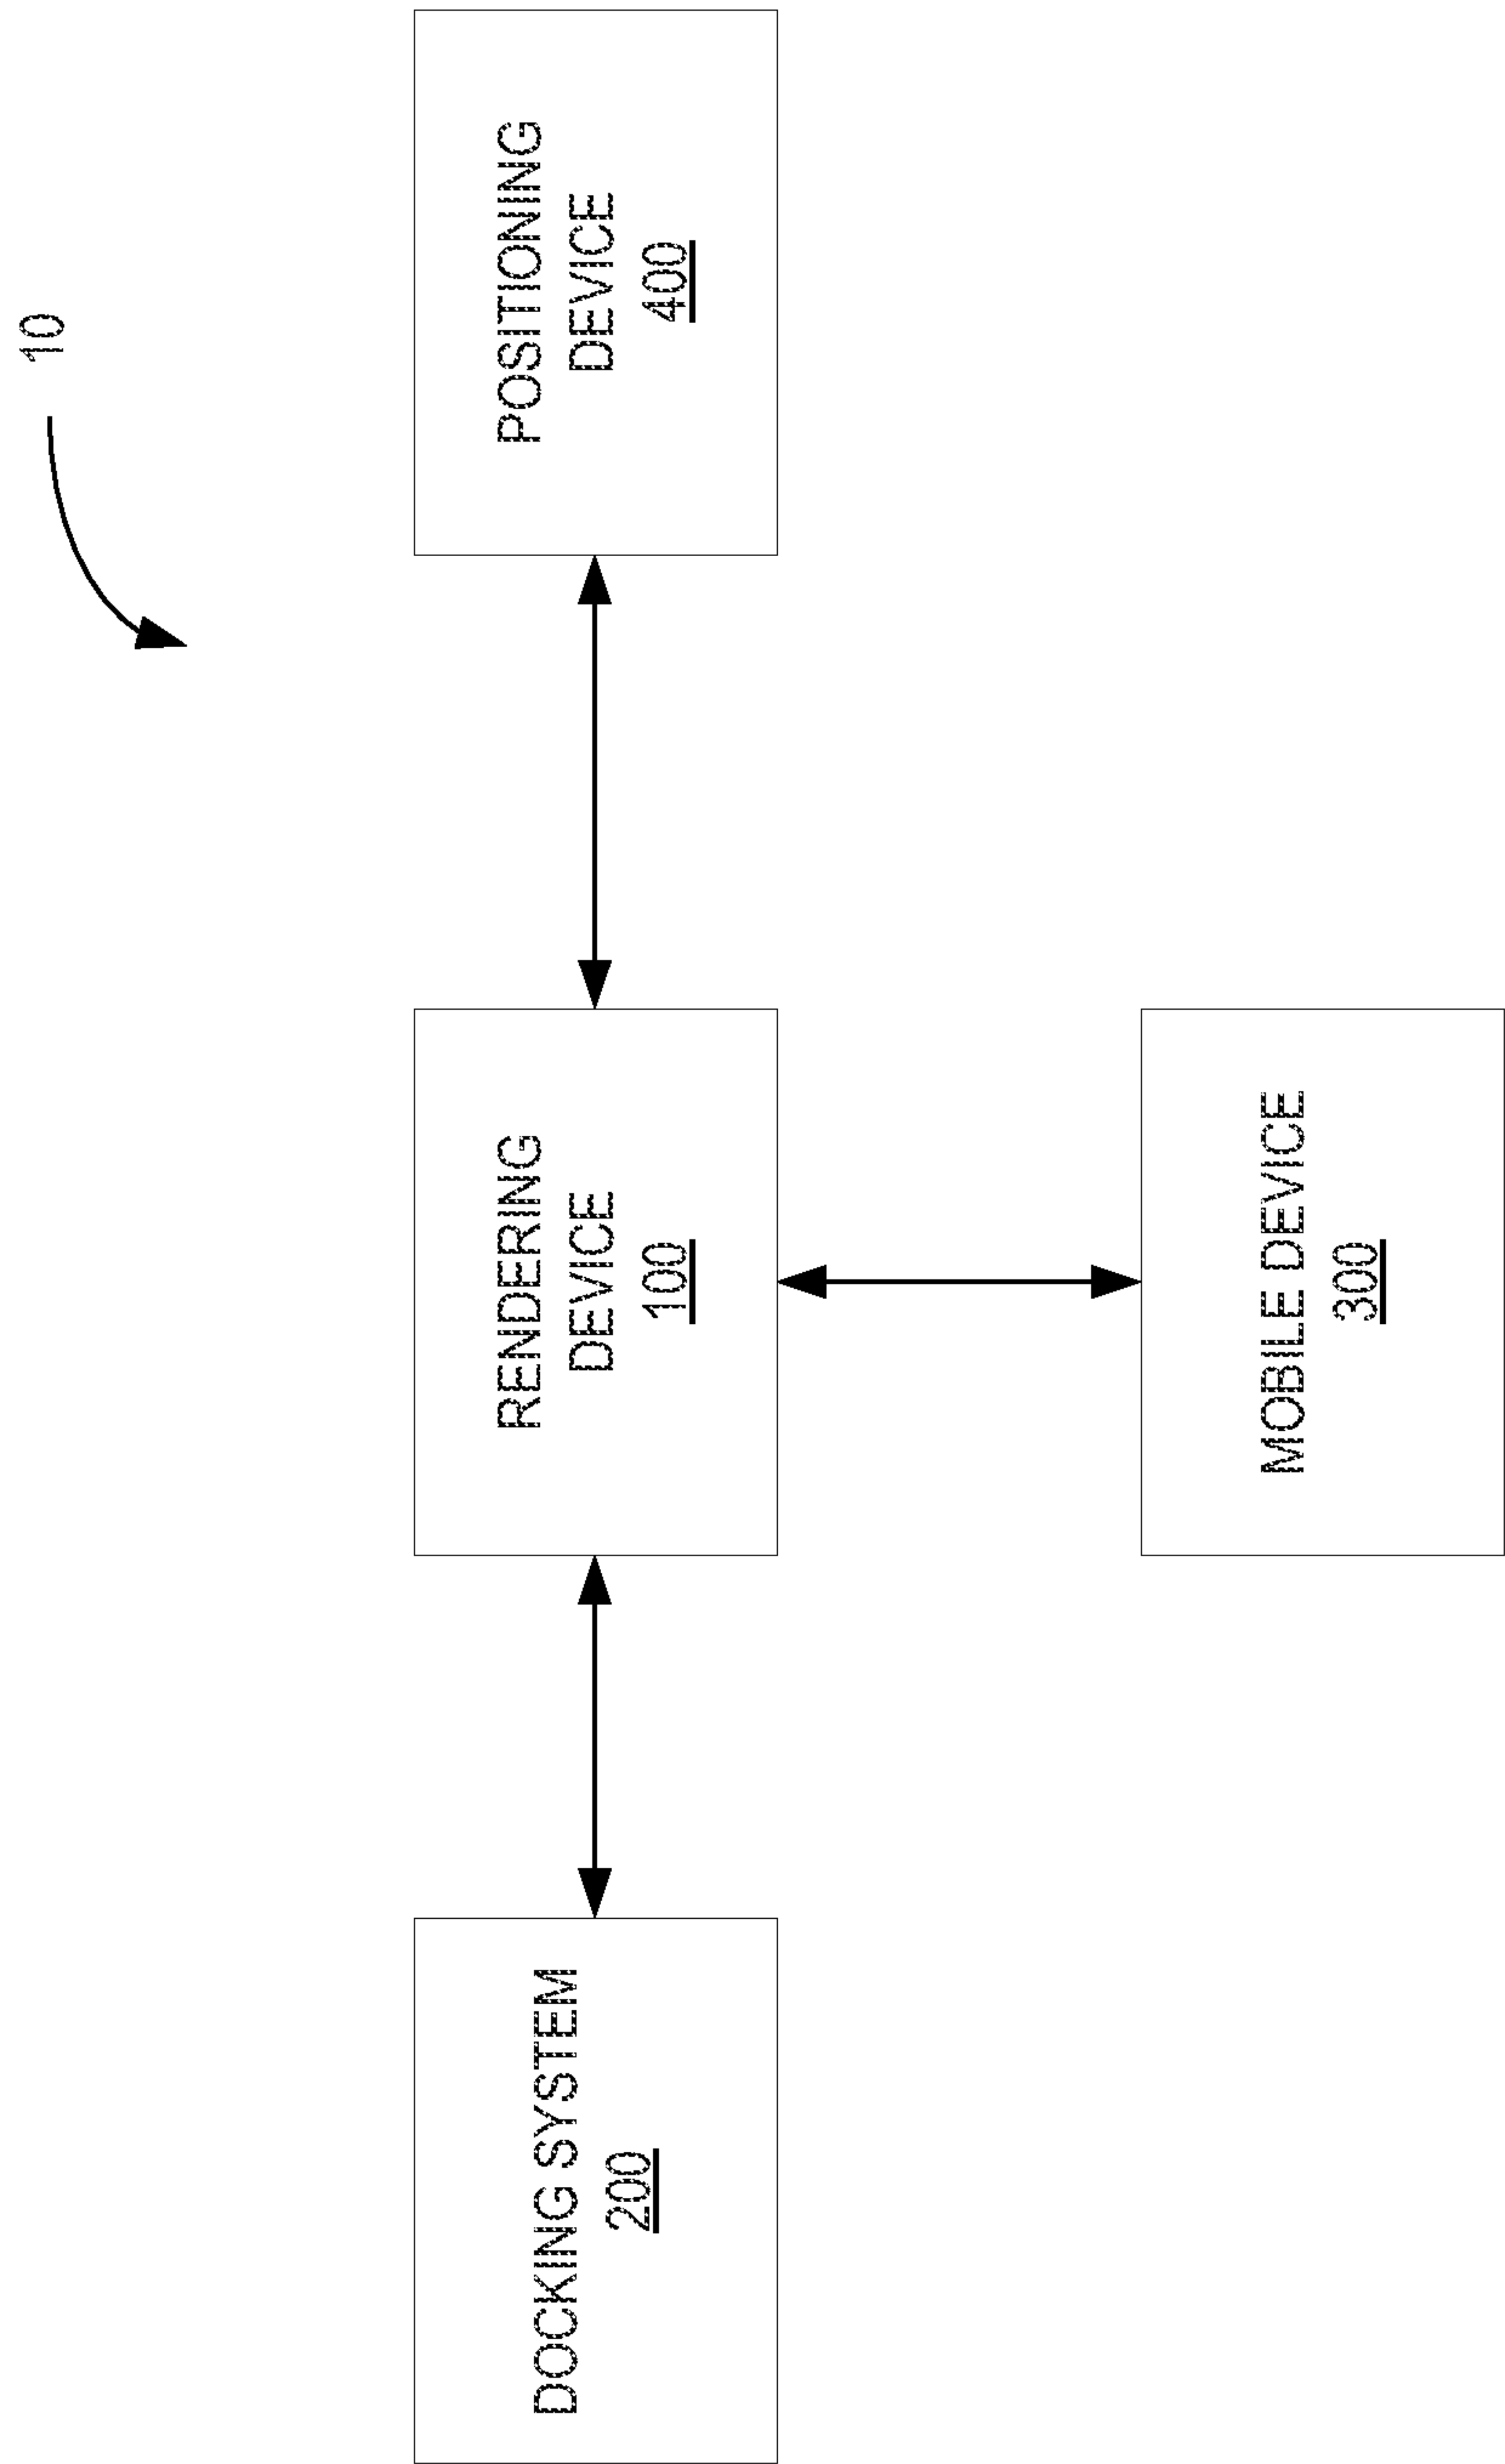 10
DOCKING SYSTEM
200
RENDERING
DEVICE
100
POSITIONING
DEVICE
400
MOBILE DEVICE
300